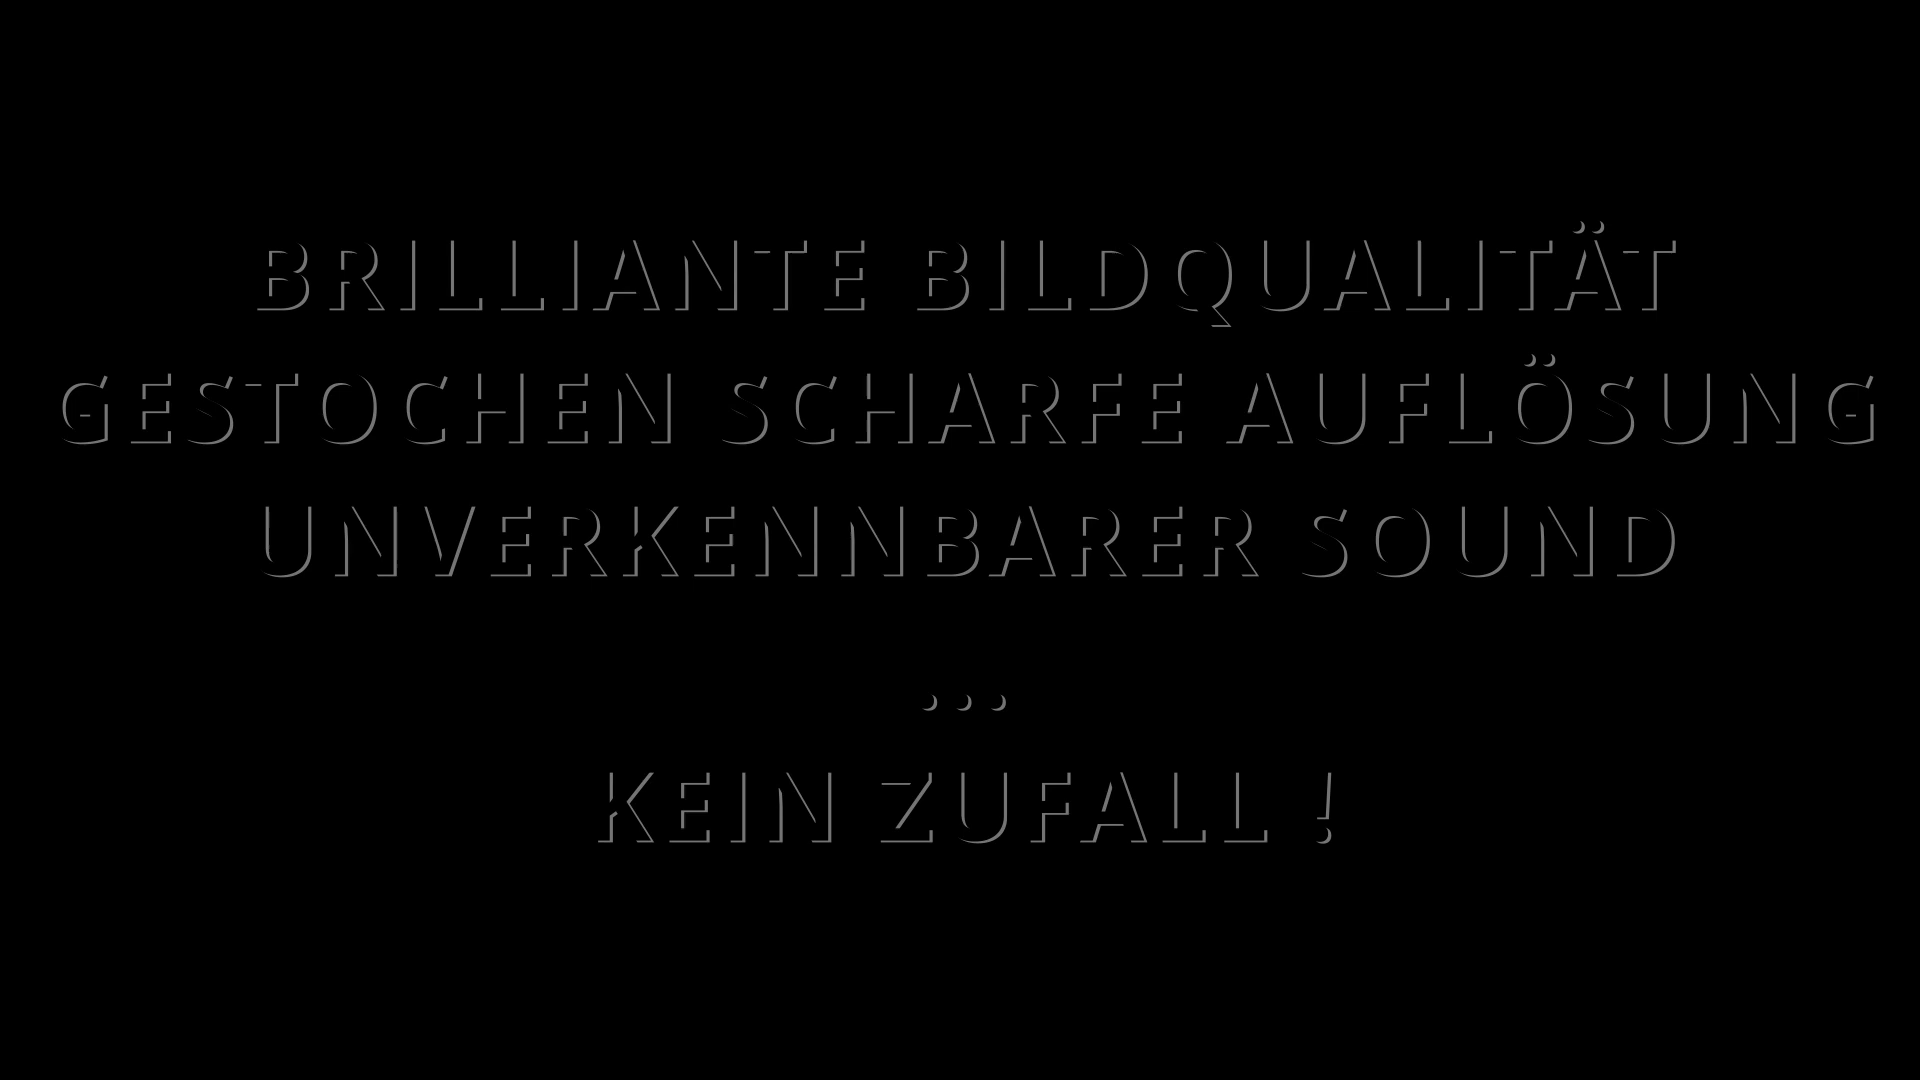 BRILLIANTE BILDQUALITÄT
GESTOCHEN SCHARFE AUFLÖSUNG
UNVERKENNBARER SOUND
...
KEIN ZUFALL !